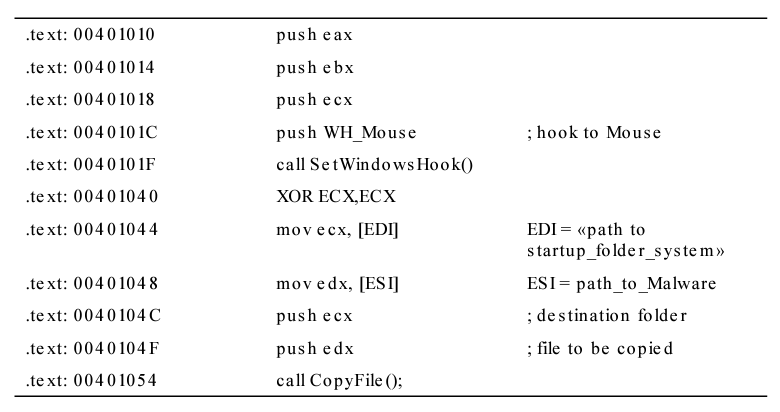 .text: 00401010 push eax
.text: 00401014 push ebx
.text: 00401018 push ecx
.text: 0040101C push WH_Mouse ; hook to Mouse
.text: 0040101F call SetWindowsHook()
.text: 00401040 XOR ECX,ECX
.text: 00401044 mov ecx, [EDI] EDI = «path to
startup_folder_system»
.text: 00401048 mov edx, [ESI] ESI = path_to_Malware
.text: 0040104C push ecx ; destination folder
.text: 0040104F push edx ; file to be copied
.text: 00401054 call CopyFile();